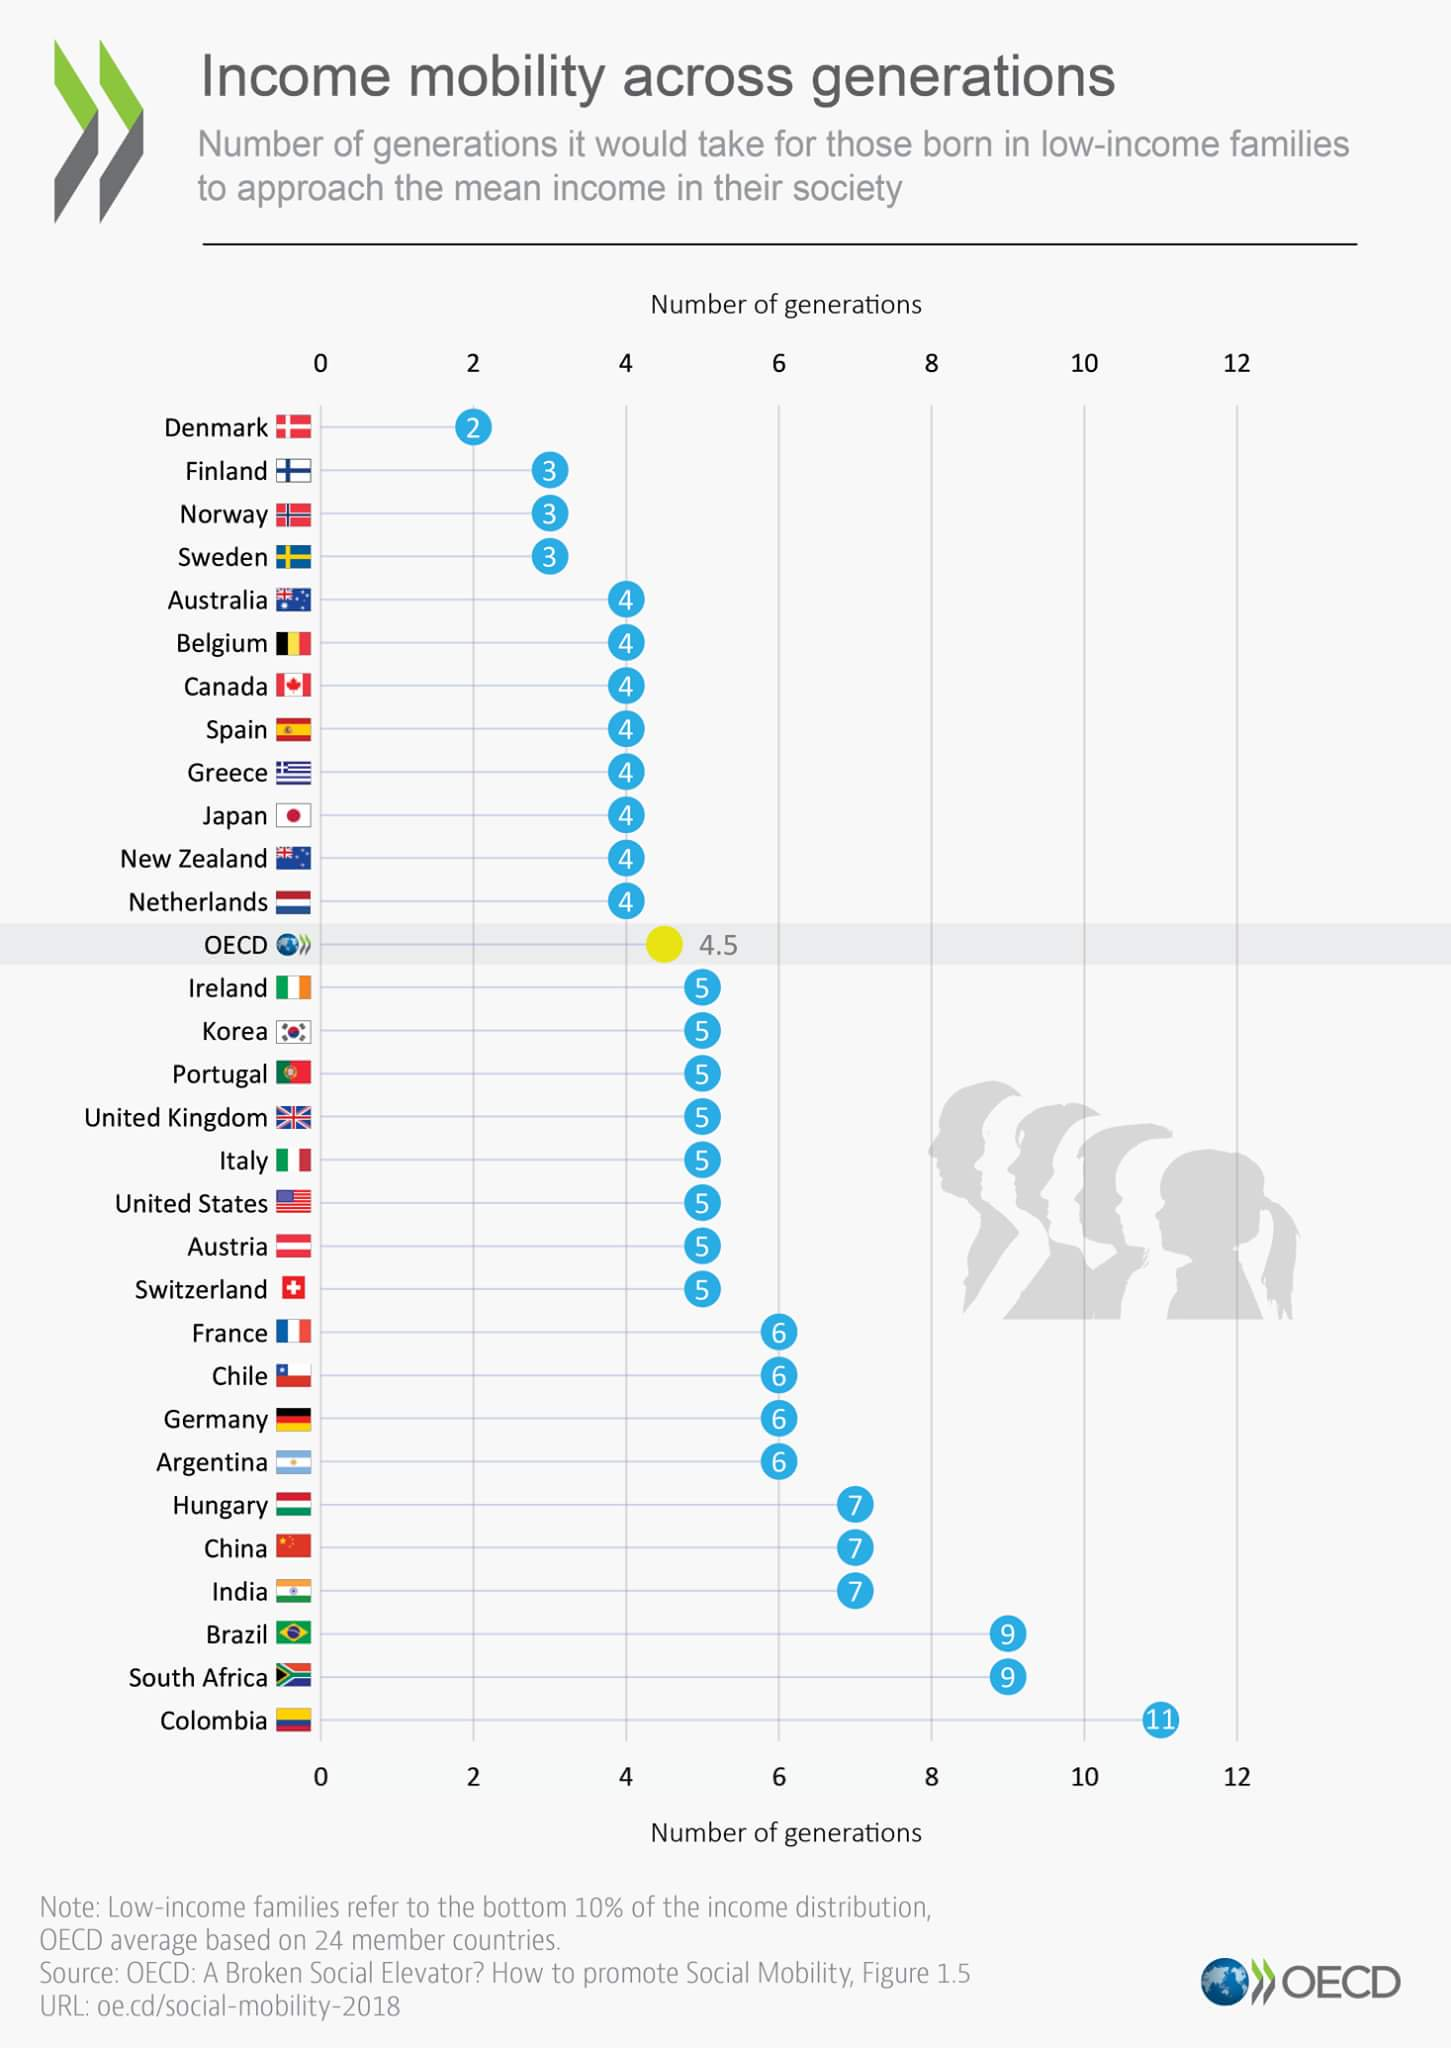 Income mobility across generations
Number of generations it would take for those born in low-income families
to approach the mean income in their society
Number of generations
0 2 4 6 8 10 12
Denmark 2
Finland 3
Norway 3
Sweden 3
Australia 4
Belgium 4
Canada 4
Spain 4
Greece 4
Japan 4
New Zealand 4
Netherlands 4
OECD 4.5
Ireland 5
Korea 5
Portugal 5
United Kingdom 5
Italy 5
United States 5
Austria 5
Switzerland 5
France 6
Chile 6
Germany 6
Argentina 6
Hungary 7
China 7
India 7
Brazil 9
South Africa 9
Colombia 11
0 2 4 6 8 10 12
Number of generations
Note: Low-income families refer to the bottom 10% of the income distribution,
OECD average based on 24 member countries.
Source: OECD: A Broken Social Elevator? How to promote Social Mobility, Figure 1.5
URL: oe.cd/social-mobility-2018
OECD